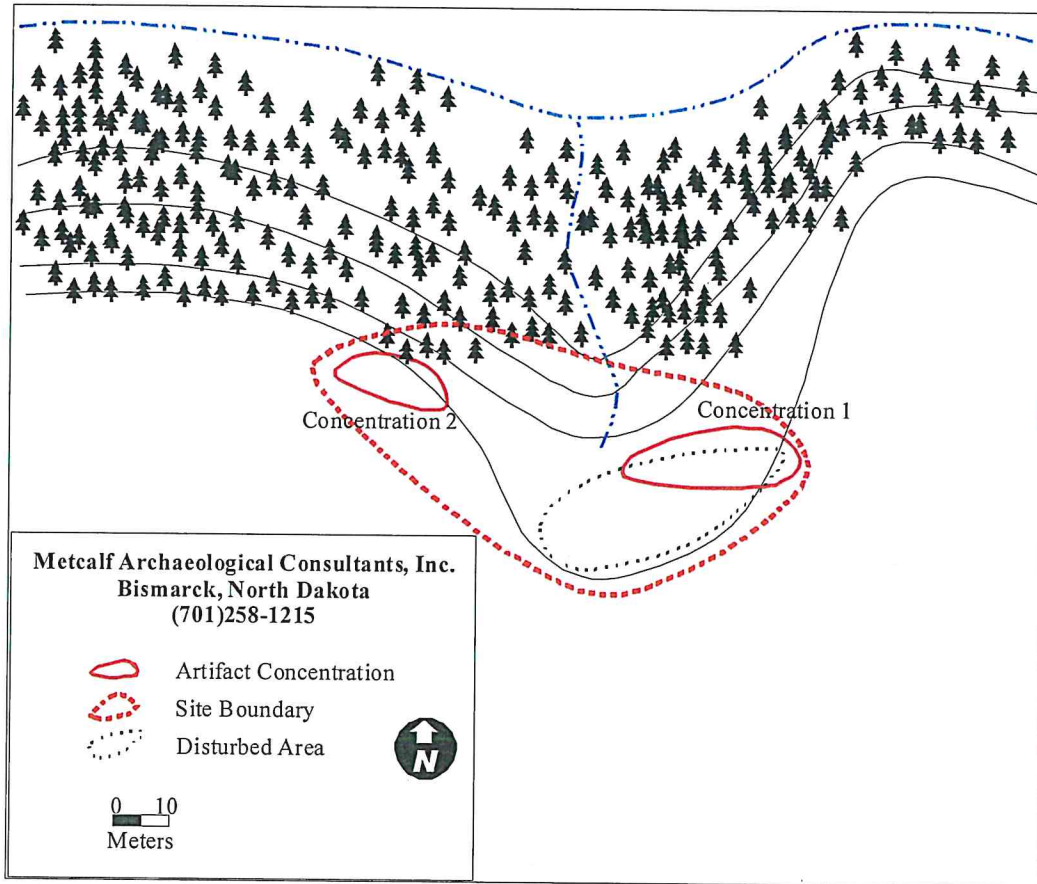 Concentration 2
Concentration 1
Metcalf Archaeological Consultants, Inc.
Bismarck, North Dakota
(701)258-1215
Artifact Concentration
Site Boundary
Disturbed Area
N
0 10
Meters